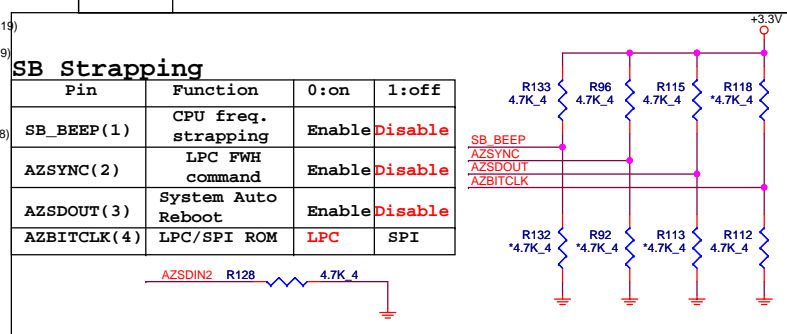 19)
9)
8)
SB Strapping
Pin Function 0:on 1:off
SB_BEEP(1) CPU freq. strapping Enable Disable
AZSYNC(2) LPC FWH command Enable Disable
AZSDOUT(3) System Auto Reboot Enable Disable
AZBITCLK(4) LPC/SPI ROM LPC SPI
AZSDIN2 R128 4.7K_4
+3.3V
R133 R96 R115 R118
4.7K_4 4.7K_4 4.7K_4 *4.7K_4
SB_BEEP
AZSYNC
AZSDOUT
AZBITCLK
R132 R92 R113 R112
*4.7K_4 *4.7K_4 *4.7K_4 4.7K_4